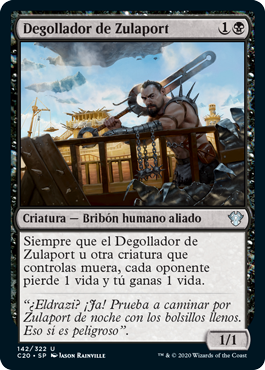 Degollador de Zulaport 1
Criatura — Bribón humano aliado
Siempre que el Degollador de
Zulaport u otra criatura que
controlas muera, cada oponente
pierde 1 vida y tú ganas 1 vida.
“¿Eldrazi? ¡Ja! Prueba a caminar por
Zulaport de noche con los bolsillos llenos.
Eso sí es peligroso”.
1/1
142/322 U
C20 • SP Jason Rainville
™ & © 2020 Wizards of the Coast